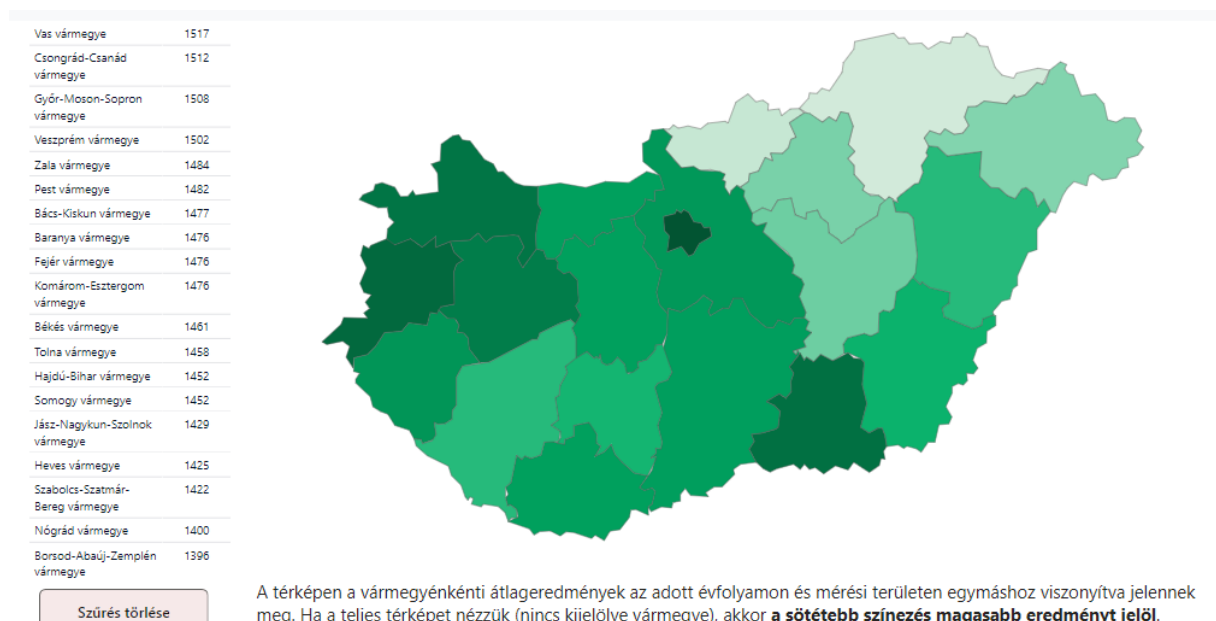 Vas vármegye 1517
Csongrád-Csanád 1512
vármegye
Győr-Moson-Sopron 1508
vármegye
Veszprém vármegye 1502
Zala vármegye 1484
Pest vármegye 1482
Bács-Kiskun vármegye 1477
Baranya vármegye 1476
Fejér vármegye 1476
Komárom-Esztergom 1476
vármegye
Békés vármegye 1461
Tolna vármegye 1458
Hajdú-Bihar vármegye 1452
Somogy vármegye 1452
Jász-Nagykun-Szolnok 1429
vármegye
Heves vármegye 1425
Szabolcs-Szatmár- 1422
Bereg vármegye
Nógrád vármegye 1400
Borsod-Abaúj-Zemplén 1396
vármegye
Szűrés törlése
A térképen a vármegyénkénti átlageredmények az adott évfolyamon és mérési területen egymáshoz viszonyítva jelennek
meg. Ha a teljes térképet nézzük (nincs kijelölve vármegye), akkor a sötétebb színezés magasabb eredményt jelöl.